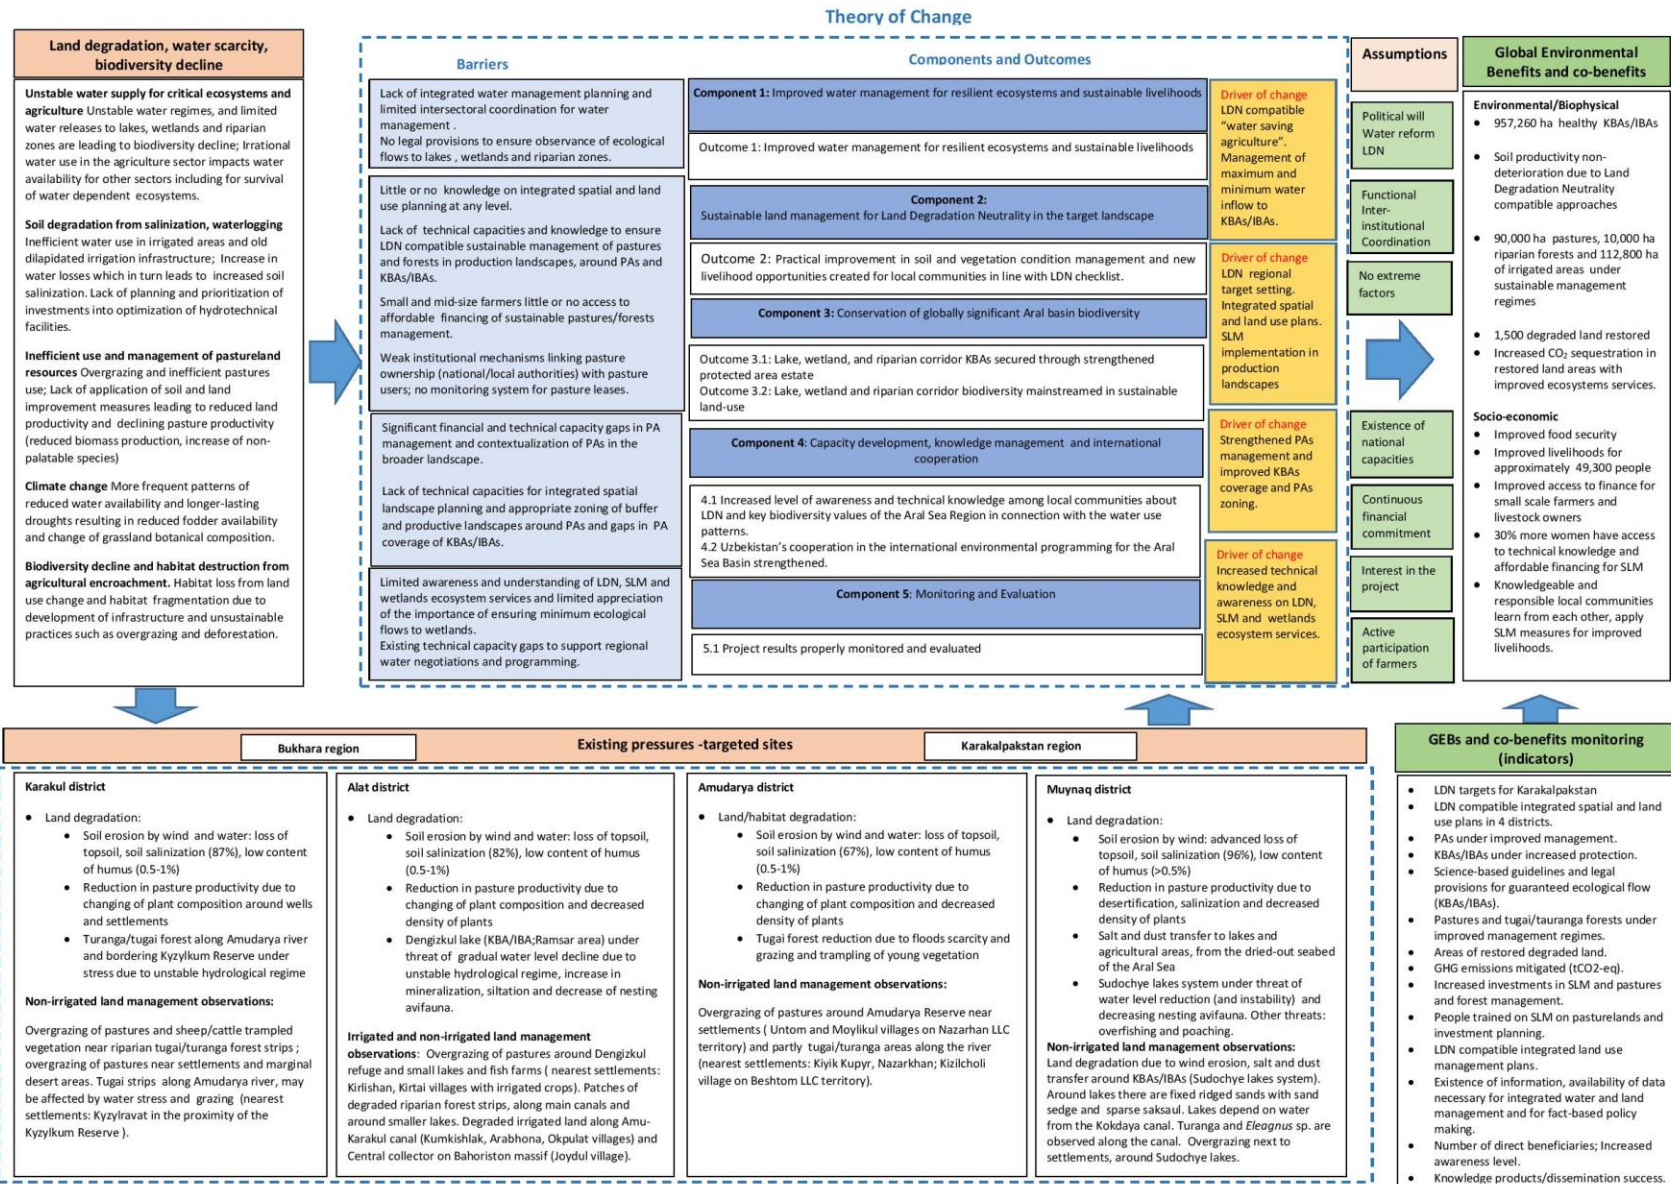 Theory of Change
Land degradation, water scarcity,
biodiversity decline
Unstable water supply for critical ecosystems and
agriculture Unstable water regimes, and limited
water releases to lakes, wetlands and riparian
zones are leading to biodiversity decline; Irrational
water use in the agriculture sector impacts water
availability for other sectors including for survival
of water dependent ecosystems.
Soil degradation from salinization, waterlogging
Inefficient water use in irrigated areas and old
dilapidated irrigation infrastructure; Increase in
water losses which in turn leads to increased soil
salinization. Lack of planning and prioritization of
investments into optimization of hydrotechnical
facilities.
Inefficient use and management of pastureland
resources Overgrazing and inefficient pastures
use; Lack of application of soil and land
improvement measures leading to reduced land
productivity and declining pasture productivity
(reduced biomass production, increase of non-
palatable species)
Climate change More frequent patterns of
reduced water availability and longer-lasting
droughts resulting in reduced fodder availability
and change of grassland botanical composition.
Biodiversity decline and habitat destruction from
agricultural encroachment. Habitat loss from land
use change and habitat fragmentation due to
development of infrastructure and unsustainable
practices such as overgrazing and deforestation.
Barriers
Lack of integrated water management planning and
limited intersectoral coordination for water
management .
No legal provisions to ensure observance of ecological
flows to lakes , wetlands and riparian zones.
Little or no knowledge on integrated spatial and land
use planning at any level.
Lack of technical capacities and knowledge to ensure
LDN compatible sustainable management of pastures
and forests in production landscapes, around PAs and
KBAs/IBAs.
Small and mid-size farmers little or no access to
affordable financing of sustainable pastures/forests
management.
Weak institutional mechanisms linking pasture
ownership (national/local authorities) with pasture
users; no monitoring system for pasture leases.
Significant financial and technical capacity gaps in PA
management and contextualization of PAs in the
broader landscape.
Lack of technical capacities for integrated spatial
landscape planning and appropriate zoning of buffer
and productive landscapes around PAs and gaps in PA
coverage of KBAs/IBAs.
Limited awareness and understanding of LDN, SLM and
wetlands ecosystem services and limited appreciation
of the importance of ensuring minimum ecological
flows to wetlands.
Existing technical capacity gaps to support regional
water negotiations and programming.
Components and Outcomes
Component 1: Improved water management for resilient ecosystems and sustainable livelihoods
Outcome 1: Improved water management for resilient ecosystems and sustainable livelihoods
Component 2:
Sustainable land management for Land Degradation Neutrality in the target landscape
Outcome 2: Practical improvement in soil and vegetation condition management and new
livelihood opportunities created for local communities in line with LDN checklist.
Component 3: Conservation of globally significant Aral basin biodiversity
Outcome 3.1: Lake, wetland, and riparian corridor KBAs secured through strengthened
protected area estate
Outcome 3.2: Lake, wetland and riparian corridor biodiversity mainstreamed in sustainable
land-use
Component 4: Capacity development, knowledge management and international
cooperation
4.1 Increased level of awareness and technical knowledge among local communities about
LDN and key biodiversity values of the Aral Sea Region in connection with the water use
patterns.
4.2 Uzbekistan's cooperation in the international environmental programming for the Aral
Sea Basin strengthened.
Component 5: Monitoring and Evaluation
5.1 Project results properly monitored and evaluated
Driver of change
LDN compatible
"water saving
agriculture".
Management of
maximum and
minimum water
inflow to
KBAs/IBAs.
Driver of change
LDN regional
target setting.
Integrated spatial
and land use plans.
SLM
implementation in
production
landscapes
Driver of change
Strengthened PAs
management and
improved KBAs
coverage and PAs
zoning.
Driver of change
Increased technical
knowledge and
awareness on LDN,
SLM and wetlands
ecosystem services.
Assumptions
Political will
Water reform
LDN
Functional
Inter-
institutional
Coordination
No extreme
factors
Existence of
national
capacities
Continuous
financial
commitment
Interest in the
project
Active
participation
of farmers
Global Environmental
Benefits and co-benefits
Environmental/Biophysical
• 957,260 ha healthy KBAs/IBAs
• Soil productivity non-
deterioration due to Land
Degradation Neutrality
compatible approaches
• 90,000 ha pastures, 10,000 ha
riparian forests and 112,800 ha
of irrigated areas under
sustainable management
regimes
• 1,500 degraded land restored
• Increased CO₂ sequestration in
restored land areas with
improved ecosystems services.
Socio-economic
• Improved food security
• Improved livelihoods for
approximately 49,300 people
• Improved access to finance for
small scale farmers and
livestock owners
• 30% more women have access
to technical knowledge and
affordable financing for SLM
• Knowledgeable and
responsible local communities
learn from each other, apply
SLM measures for improved
livelihoods.
Bukhara region
Existing pressures -targeted sites
Karakalpakstan region
Karakul district
• Land degradation:
• Soil erosion by wind and water: loss of
topsoil, soil salinization (87%), low content
of humus (0.5-1%)
• Reduction in pasture productivity due to
changing of plant composition around wells
and settlements
• Turanga/tugai forest along Amudarya river
and bordering Kyzylkum Reserve under
stress due to unstable hydrological regime
Non-irrigated land management observations:
Overgrazing of pastures and sheep/cattle trampled
vegetation near riparian tugai/turanga forest strips ;
overgrazing of pastures near settlements and marginal
desert areas. Tugai strips along Amudarya river, may
be affected by water stress and grazing (nearest
settlements: Kyzylravat in the proximity of the
Kyzylkum Reserve ).
Alat district
• Land degradation:
• Soil erosion by wind and water: loss of topsoil,
soil salinization (82%), low content of humus
(0.5-1%)
• Reduction in pasture productivity due to
changing of plant composition and decreased
density of plants
• Dengizkul lake (KBA/IBA;Ramsar area) under
threat of gradual water level decline due to
unstable hydrological regime, increase in
mineralization, siltation and decrease of nesting
avifauna.
Irrigated and non-irrigated land management
observations: Overgrazing of pastures around Dengizkul
refuge and small lakes and fish farms ( nearest settlements:
Kirlishan, Kirtai villages with irrigated crops). Patches of
degraded riparian forest strips, along main canals and
around smaller lakes. Degraded irrigated land along Amu-
Karakul canal (Kumkishlak, Arabhona, Okpulat villages) and
Central collector on Bahoriston massif (Joydul village).
Amudarya district
• Land/habitat degradation:
• Soil erosion by wind and water: loss of topsoil,
soil salinization (67%), low content of humus
(0.5-1%)
• Reduction in pasture productivity due to
changing of plant composition and decreased
density of plants
• Tugai forest reduction due to floods scarcity and
grazing and trampling of young vegetation
Non-irrigated land management observations:
Overgrazing of pastures around Amudarya Reserve near
settlements ( Untom and Moylikul villages on Nazarhan LLC
territory) and partly tugai/turanga areas along the river
(nearest settlements: Kiyik Kupyr, Nazarkhan; Kizilcholi
village on Beshtom LLC territory).
Muynaq district
• Land degradation:
• Soil erosion by wind: advanced loss of
topsoil, soil salinization (96%), low content
of humus (>0.5%)
• Reduction in pasture productivity due to
desertification, salinization and decreased
density of plants
• Salt and dust transfer to lakes and
agricultural areas, from the dried-out seabed
of the Aral Sea
• Sudochye lakes system under threat of
water level reduction (and instability) and
decreasing nesting avifauna. Other threats:
overfishing and poaching.
Non-irrigated land management observations:
Land degradation due to wind erosion, salt and dust
transfer around KBAs/IBAs (Sudochye lakes system).
Around lakes there are fixed ridged sands with sand
sedge and sparse saksaul. Lakes depend on water
from the Kokdaya canal. Turanga and Eleagnus sp. are
observed along the canal. Overgrazing next to
settlements, around Sudochye lakes.
GEBs and co-benefits monitoring
(indicators)
• LDN targets for Karakalpakstan
• LDN compatible integrated spatial and land
use plans in 4 districts.
• PAs under improved management.
• KBAs/IBAs under increased protection.
• Science-based guidelines and legal
provisions for guaranteed ecological flow
(KBAs/IBAs).
• Pastures and tugai/tauranga forests under
improved management regimes.
• Areas of restored degraded land.
• GHG emissions mitigated (tCO2-eq).
• Increased investments in SLM and pastures
and forest management.
• People trained on SLM on pasturelands and
investment planning.
• LDN compatible integrated land use
management plans.
• Existence of information, availability of data
necessary for integrated water and land
management and for fact-based policy
making.
• Number of direct beneficiaries; Increased
awareness level.
• Knowledge products/dissemination success.